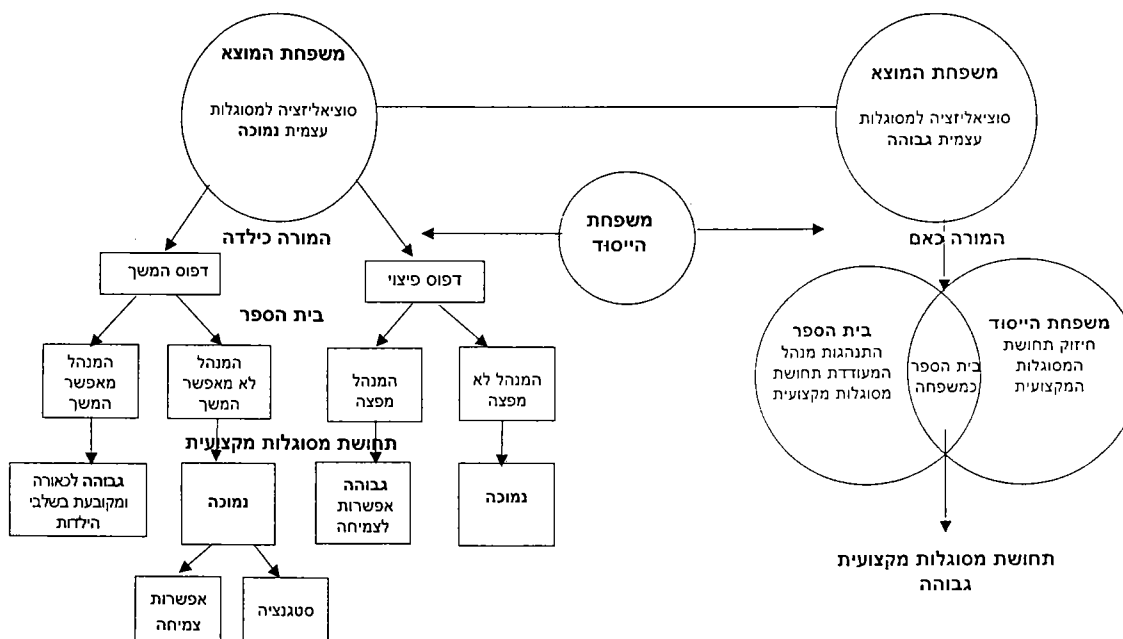 משפחת המוצא
סוציאליזציה למסוגלות
עצמית גבוהה
משפחת המוצא
סוציאליזציה למסוגלות
עצמית נמוכה
משפחת
הייסוד
המורה כאם
המורה כילדה
דפוס פיצוי
דפוס המשך
בית הספר
משפחת הייסוד
חיזוק תחושת
המסוגלות
המקצועית
בית הספר
כמשפחה
בית הספר
התנהגות מנהל
המעודדת תחושת
מסוגלות מקצועית
המנהל לא
מפצה
המנהל
מפצה
המנהל
לא מאפשר
המשך
המנהל
מאפשר
המשך
תחושת מסוגלות מקצועית
נמוכה
גבוהה
אפשרות
לצמיחה
נמוכה
גבוהה לכאורה
ומקובעת בשלבי
הילדות
סטגנציה
אפשרות
צמיחה
תחושת מסוגלות מקצועית
גבוהה